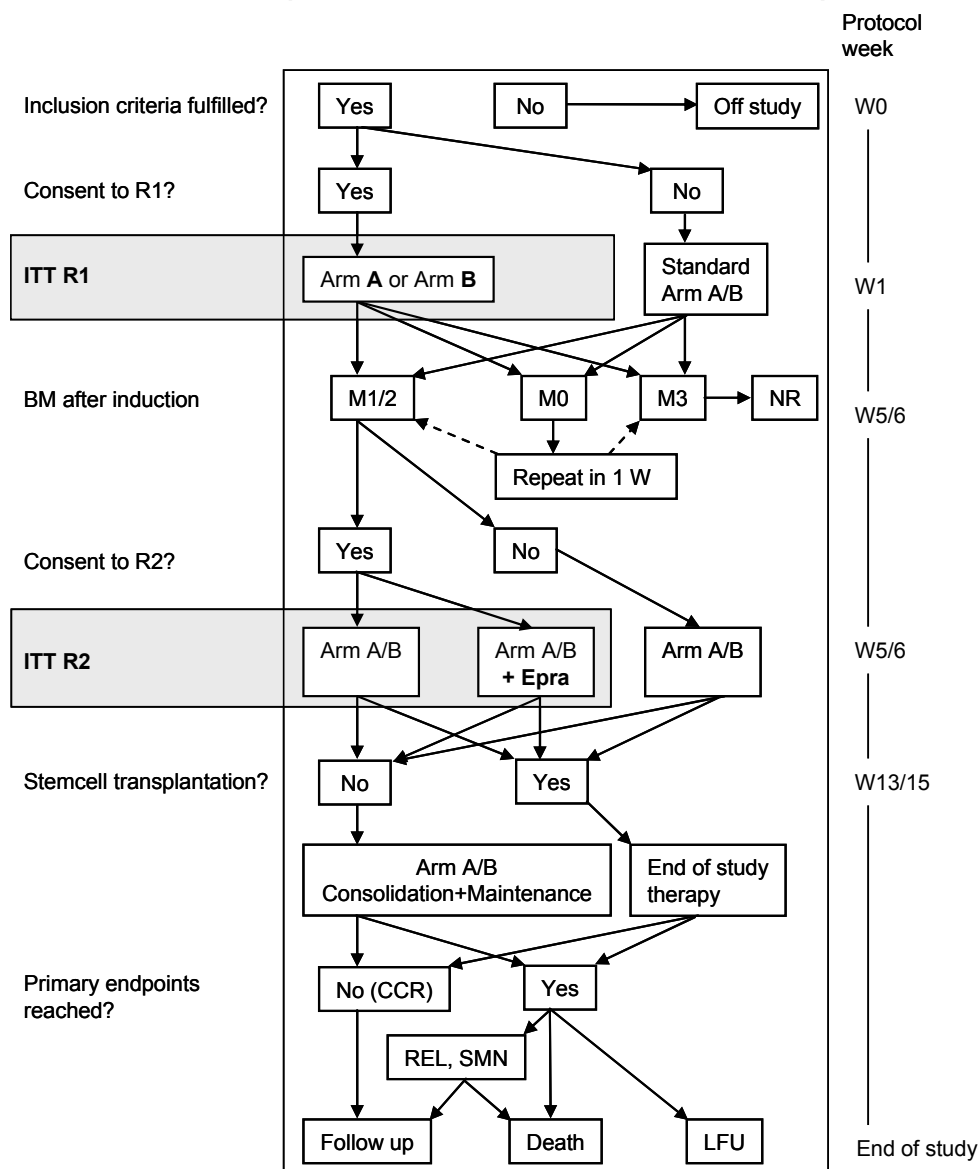 Protocol
week
Inclusion criteria fulfilled?
Yes
No
Off study
W0
Consent to R1?
Yes
No
ITT R1
Arm A or Arm B
Standard
Arm A/B
W1
BM after induction
M1/2
M0
M3
NR
W5/6
Repeat in 1 W
Consent to R2?
Yes
No
ITT R2
Arm A/B
Arm A/B
+ Epra
Arm A/B
W5/6
Stemcell transplantation?
No
Yes
W13/15
Arm A/B
Consolidation+Maintenance
End of study
therapy
Primary endpoints
reached?
No (CCR)
Yes
REL, SMN
Follow up
Death
LFU
End of study